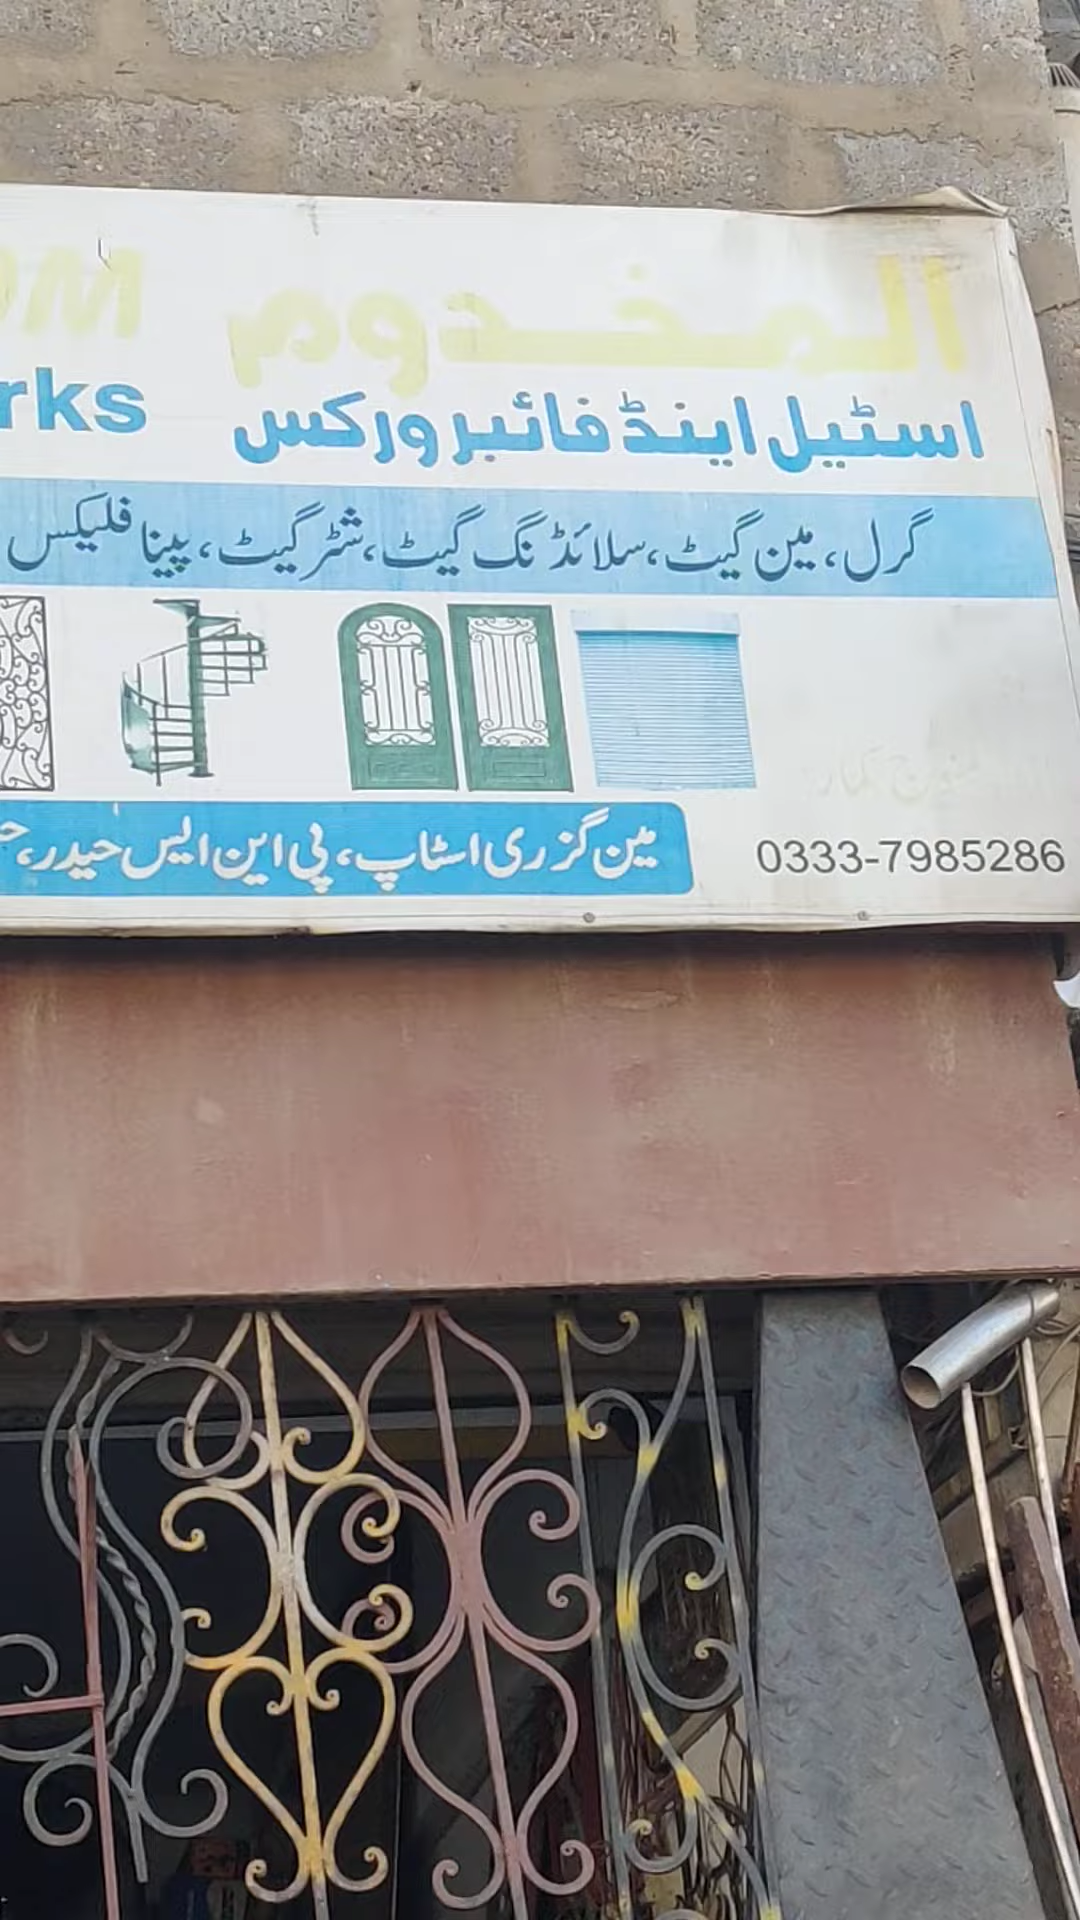 المخدوم
OM
اسٹیل اینڈ فائبر ورکس
rks
گرل، مین گیٹ، سلائڈنگ گیٹ، شٹر گیٹ، پینا فلیکس
مین گزری اسٹاپ، پی این ایس حیدر،
0333-7985286